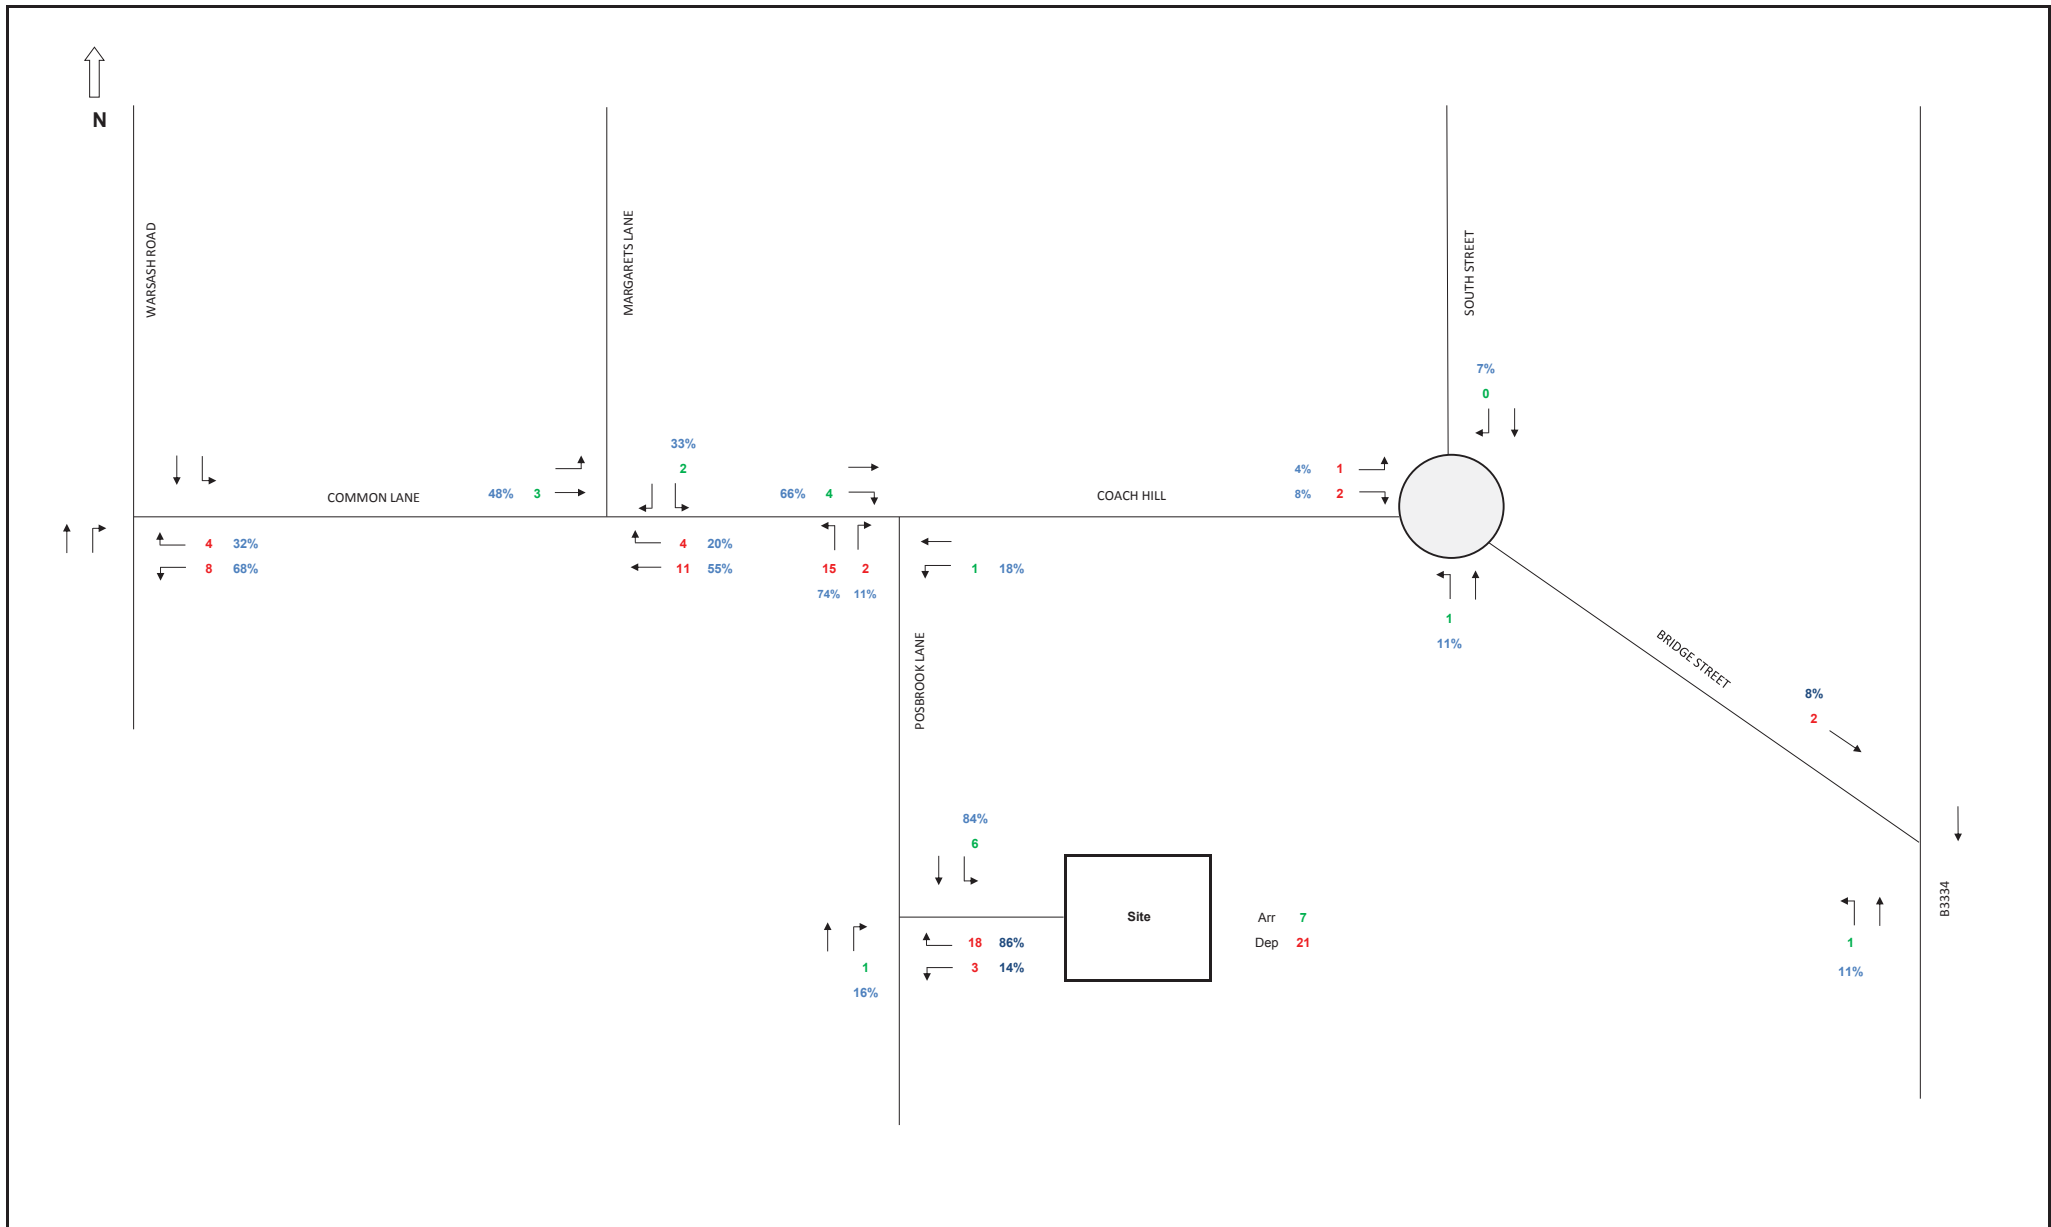 N
WARSASH ROAD
MARGARETS LANE
SOUTH STREET
7%
0
33%
2
COMMON LANE
48% 3
66% 4
COACH HILL
4% 1
8% 2
4 32%
8 68%
4 20%
11 55%
15 2
74% 11%
1 18%
1
11%
POSBROOK LANE
BRIDGE STREET
8%
2
84%
6
Site
Arr 7
Dep 21
B3334
18 86%
3 14%
1
16%
1
11%